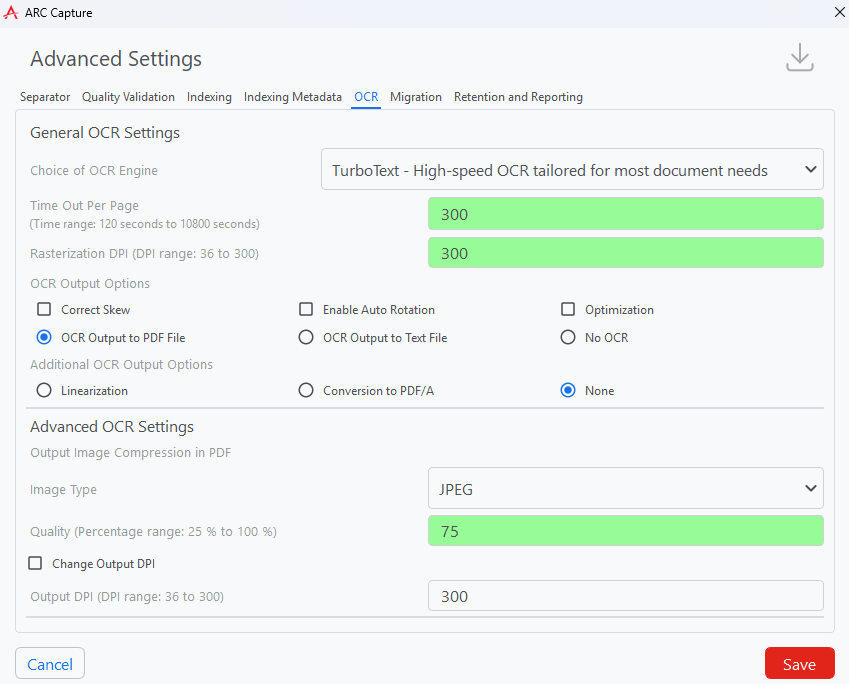 ARC Capture
Advanced Settings
Separator Quality Validation Indexing Indexing Metadata OCR Migration Retention and Reporting
General OCR Settings
Choice of OCR Engine TurboText - High-speed OCR tailored for most document needs
Time Out Per Page
(Time range: 120 seconds to 10800 seconds) 300
Rasterization DPI (DPI range: 36 to 300) 300
OCR Output Options
Correct Skew Enable Auto Rotation Optimization
OCR Output to PDF File OCR Output to Text File No OCR
Additional OCR Output Options
Linearization Conversion to PDF/A None
Advanced OCR Settings
Output Image Compression in PDF
Image Type JPEG
Quality (Percentage range: 25 % to 100 %) 75
Change Output DPI
Output DPI (DPI range: 36 to 300) 300
Cancel Save